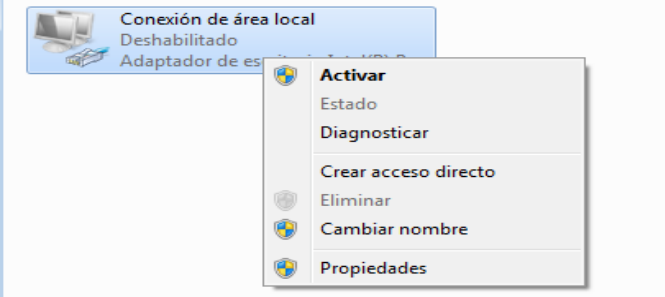 Conexión de área local
Deshabilitado
Adaptador de
Activar
Estado
Diagnosticar
Crear acceso directo
Eliminar
Cambiar nombre
Propiedades